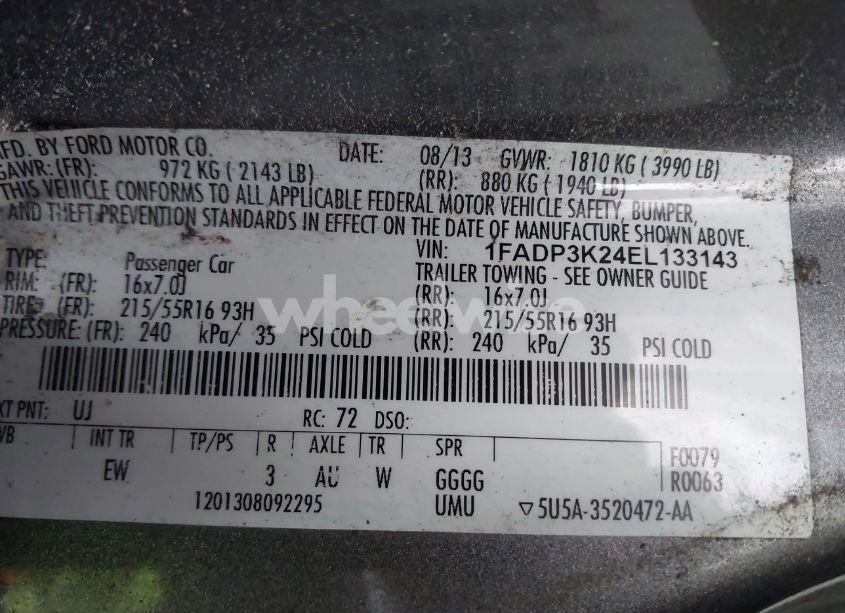 MFD. BY FORD MOTOR CO. DATE: 08/13 GVWR: 1810 KG ( 3990 LB)
GAWR: (FR): 972 KG ( 2143 LB) (RR): 880 KG ( 1940 LB)
THIS VEHICLE CONFORMS TO ALL APPLICABLE FEDERAL MOTOR VEHICLE SAFETY, BUMPER,
AND THEFT PREVENTION STANDARDS IN EFFECT ON THE DATE OF MANUFACTURE SHOWN ABOVE.
VIN: 1FADP3K24EL133143
TYPE: Passenger Car TRAILER TOWING - SEE OWNER GUIDE
RIM: (FR): 16x7.0J (RR): 16x7.0J
TIRE: (FR): 215/55R16 93H (RR): 215/55R16 93H
PRESSURE: (FR): 240 kPa/ 35 PSI COLD (RR): 240 kPa/ 35 PSI COLD
EXT PNT: UJ RC: 72 DSO:
WB INT TR TP/PS R AXLE TR SPR F0079
EW 3 AU W GGGG R0063
1201308092295 UMU ▽5U5A-3520472-AA